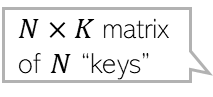 N × K matrix
of N “keys”